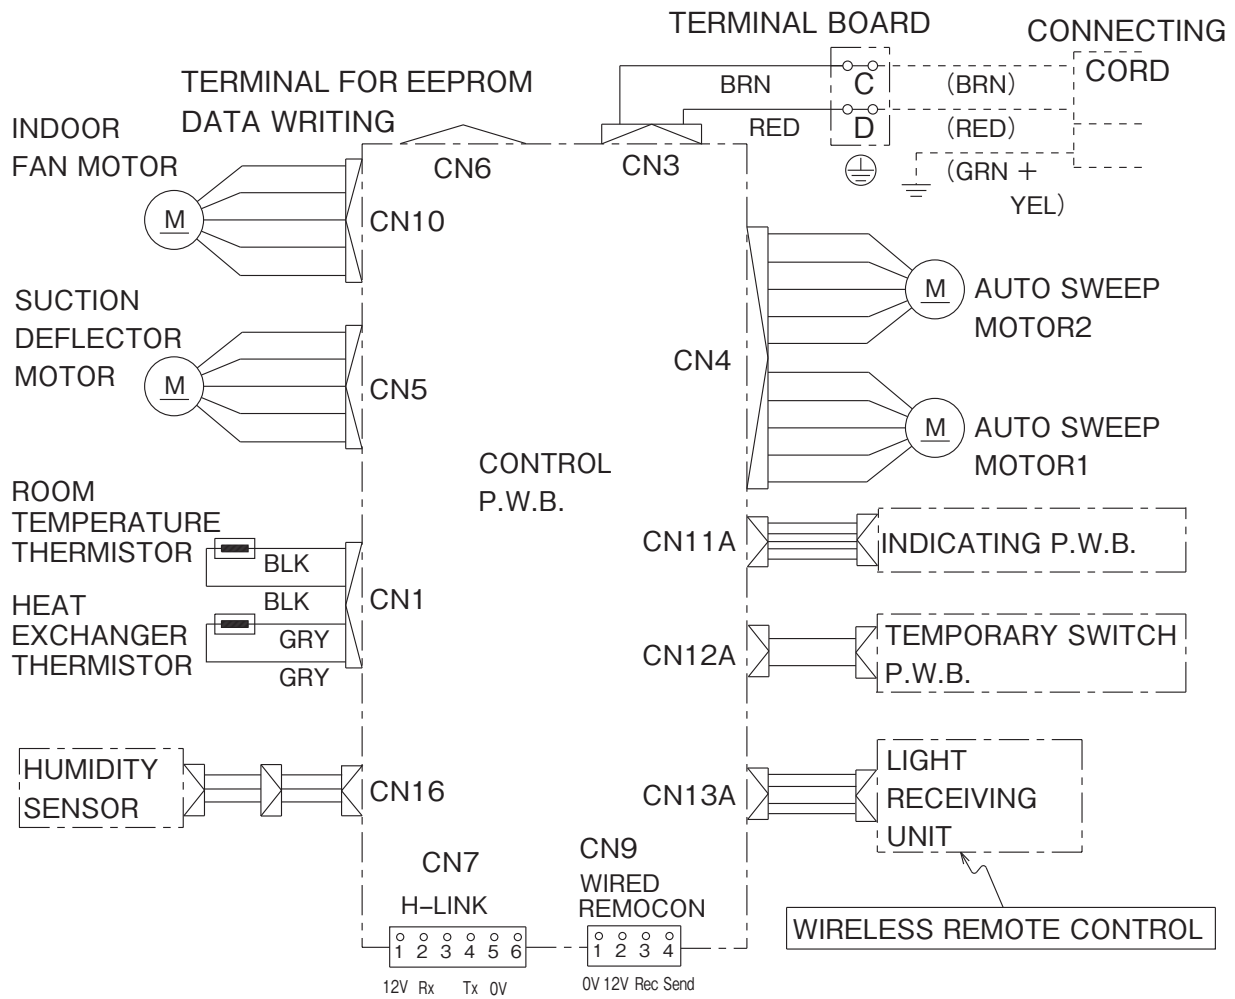 TERMINAL BOARD
CONNECTING
CORD
TERMINAL FOR EEPROM
DATA WRITING
BRN
C
(BRN)
RED
D
(RED)
(GRN +
YEL)
INDOOR
FAN MOTOR
M
CN6
CN3
CN10
SUCTION
DEFLECTOR
MOTOR
M
CN5
M
AUTO SWEEP
MOTOR2
CN4
M
AUTO SWEEP
MOTOR1
CONTROL
P.W.B.
ROOM
TEMPERATURE
THERMISTOR
BLK
BLK
CN1
HEAT
EXCHANGER
THERMISTOR
GRY
GRY
CN11A
INDICATING P.W.B.
CN12A
TEMPORARY SWITCH
P.W.B.
HUMIDITY
SENSOR
CN16
CN13A
LIGHT
RECEIVING
UNIT
CN7
H-LINK
1 2 3 4 5 6
12V Rx Tx 0V
CN9
WIRED
REMOCON
1 2 3 4
0V 12V Rec Send
WIRELESS REMOTE CONTROL